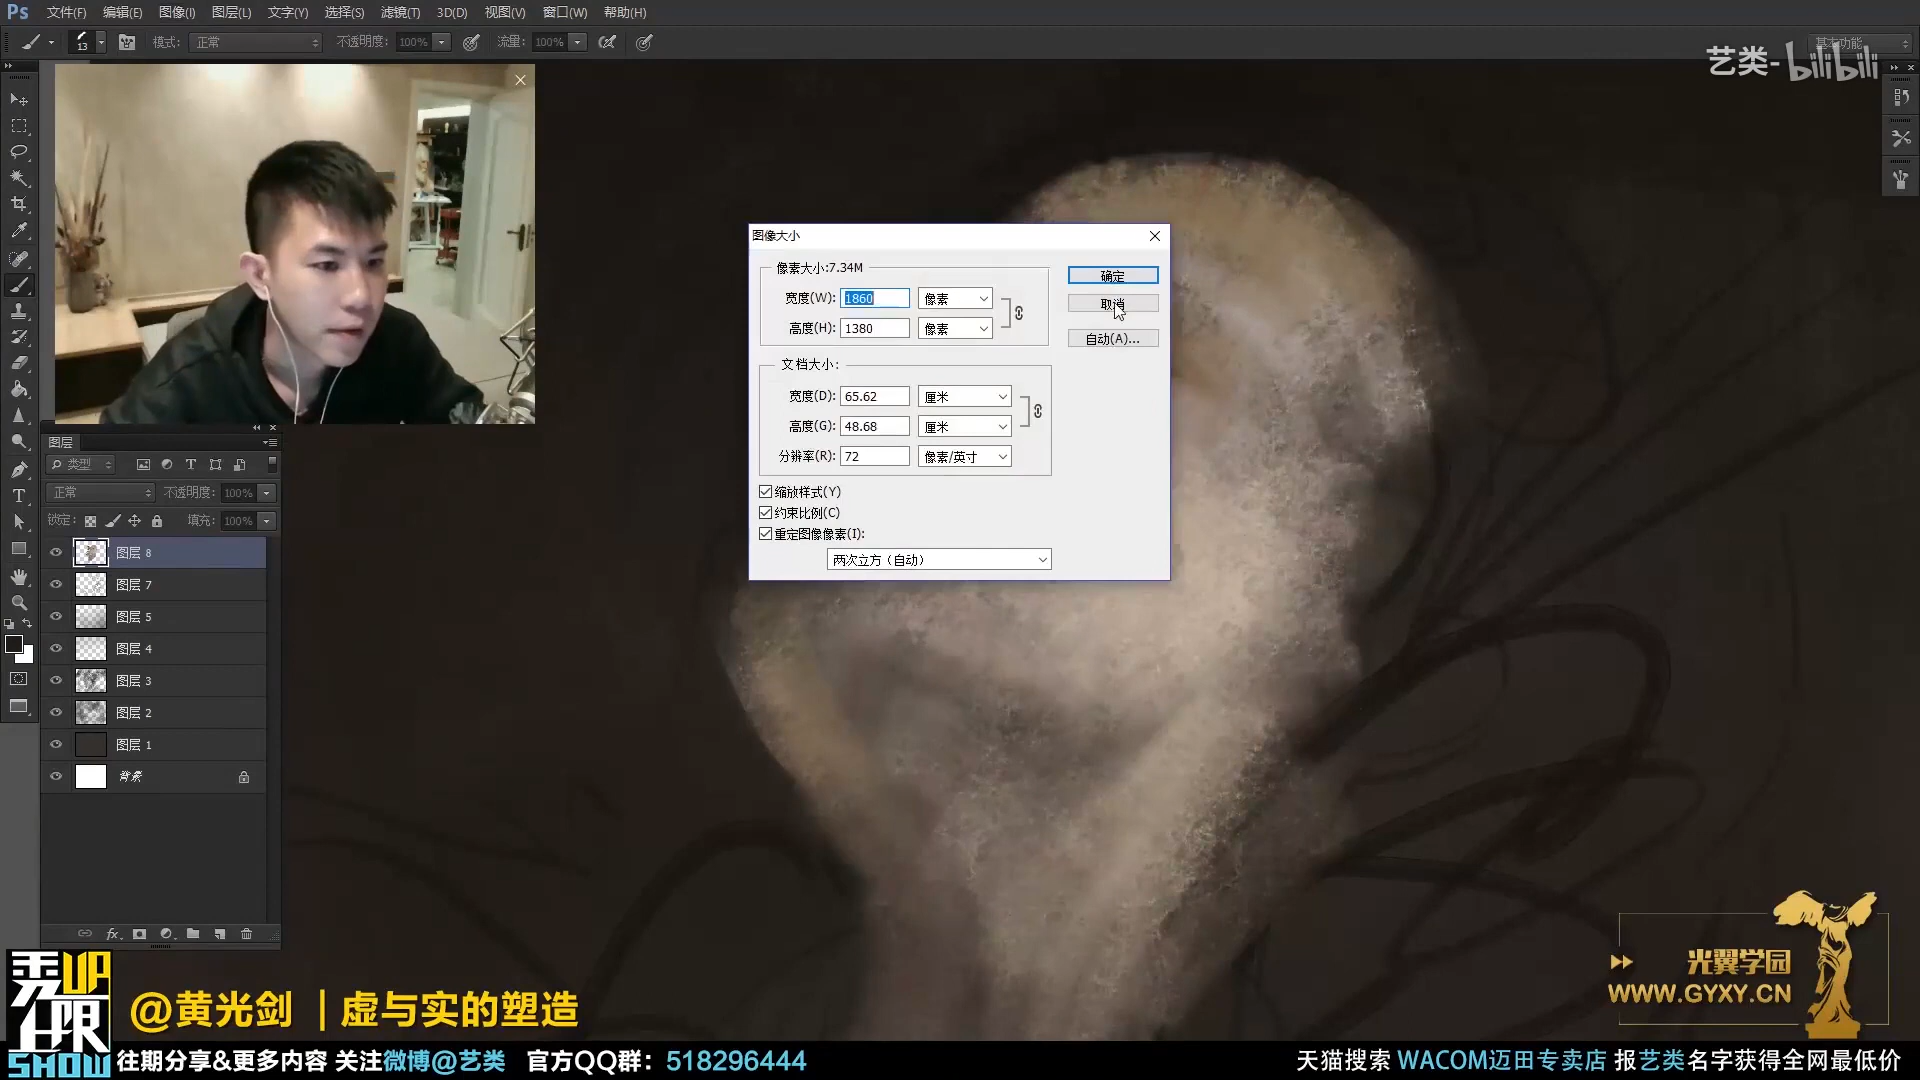 Ps 文件(F) 编辑(E) 图像(I) 图层(L) 文字(Y) 选择(S) 滤镜(T) 3D(D) 视图(V) 窗口(W) 帮助(H)
13 模式: 正常 不透明度: 100% 流量: 100% 基本功能
艺类- bilibili
图像大小
像素大小:7.34M
宽度(W): 1860 像素
高度(H): 1380 像素
确定
取消
自动(A)...
文档大小:
宽度(D): 65.62 厘米
高度(G): 48.68 厘米
分辨率(R): 72 像素/英寸
缩放样式(Y)
约束比例(C)
重定图像像素(I):
两次立方（自动）
图层
类型
正常 不透明度: 100%
锁定: 填充: 100%
图层 8
图层 7
图层 5
图层 4
图层 3
图层 2
图层 1
背景
fx
光翼学园
WWW.GYXY.CN
UP
SHOW
@黄光剑 | 虚与实的塑造
往期分享&更多内容 关注微博@艺类 官方QQ群：518296444
天猫搜索 WACOM迈田专卖店 报艺类名字获得全网最低价